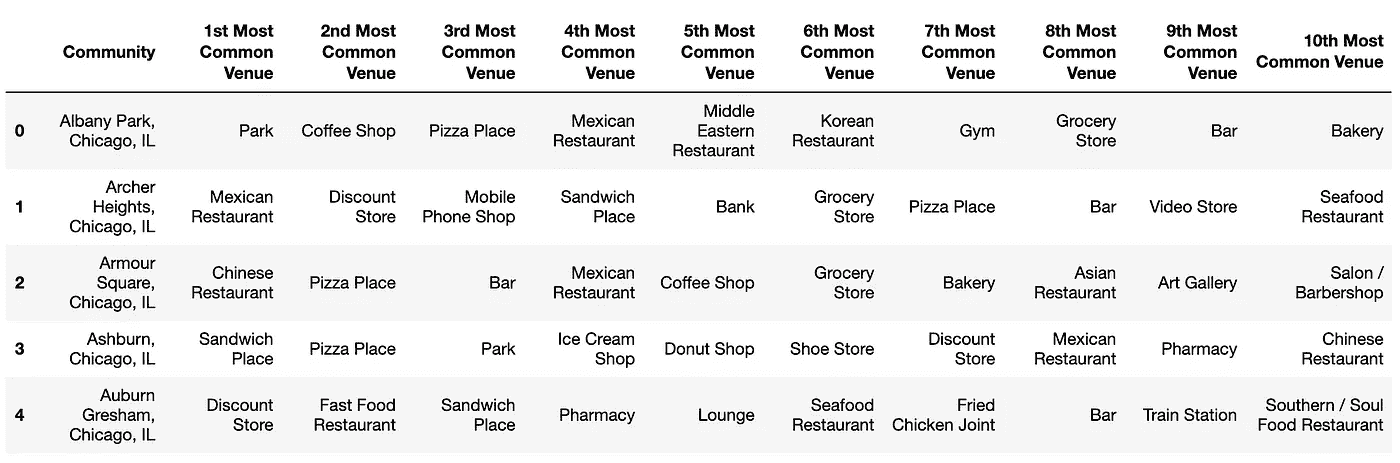 Community 1st Most Common Venue 2nd Most Common Venue 3rd Most Common Venue 4th Most Common Venue 5th Most Common Venue 6th Most Common Venue 7th Most Common Venue 8th Most Common Venue 9th Most Common Venue 10th Most Common Venue
0 Albany Park, Chicago, IL Park Coffee Shop Pizza Place Mexican Restaurant Middle Eastern Restaurant Korean Restaurant Gym Grocery Store Bar Bakery
1 Archer Heights, Chicago, IL Mexican Restaurant Discount Store Mobile Phone Shop Sandwich Place Bank Grocery Store Pizza Place Bar Video Store Seafood Restaurant
2 Armour Square, Chicago, IL Chinese Restaurant Pizza Place Bar Mexican Restaurant Coffee Shop Grocery Store Bakery Asian Restaurant Art Gallery Salon / Barbershop
3 Ashburn, Chicago, IL Sandwich Place Pizza Place Park Ice Cream Shop Donut Shop Shoe Store Discount Store Mexican Restaurant Pharmacy Chinese Restaurant
4 Auburn Gresham, Chicago, IL Discount Store Fast Food Restaurant Sandwich Place Pharmacy Lounge Seafood Restaurant Fried Chicken Joint Bar Train Station Southern / Soul Food Restaurant